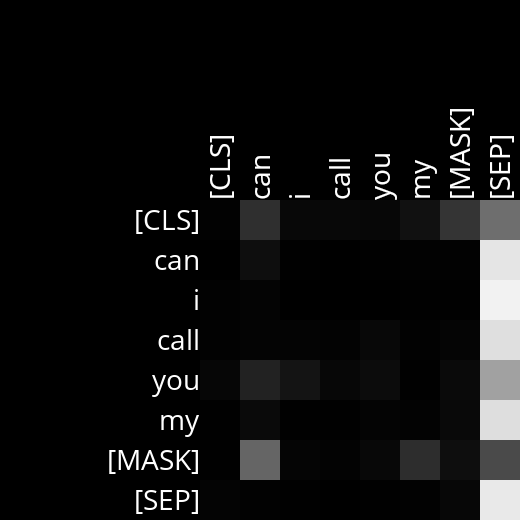 [CLS] can i call you my [MASK] [SEP]
[CLS]
can
i
call
you
my
[MASK]
[SEP]